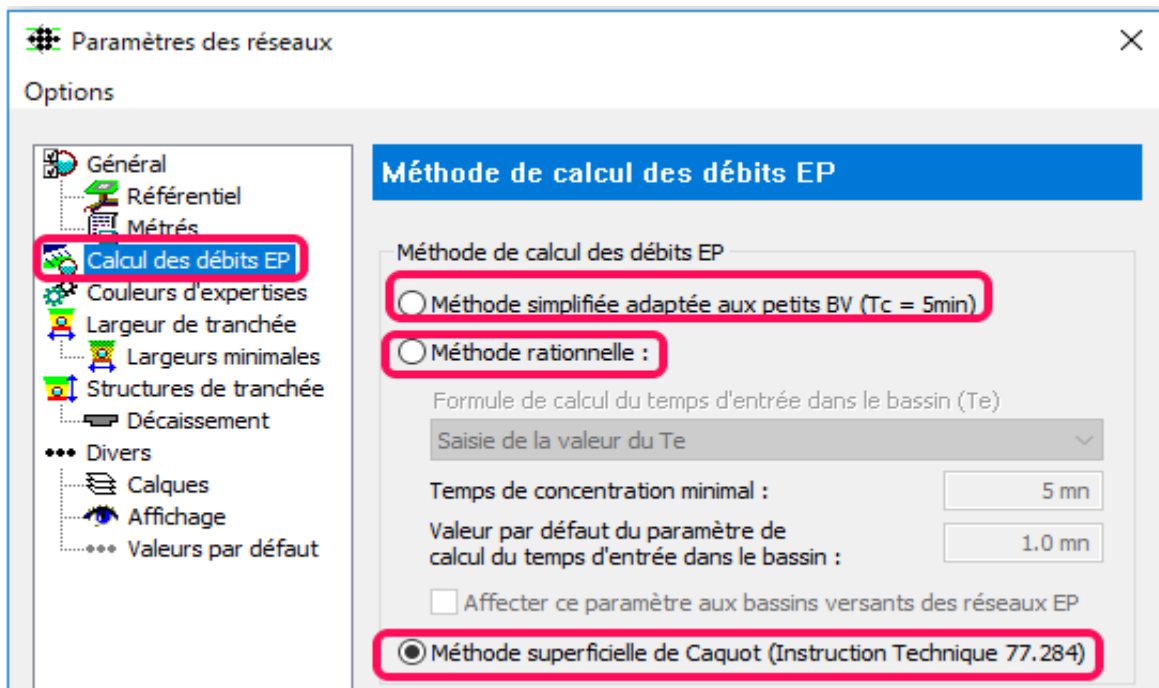 Paramètres des réseaux
Options
Général
Référentiel
Métrés
Calcul des débits EP
Couleurs d'expertises
Largeur de tranchée
Largeurs minimales
Structures de tranchée
Décaissement
Divers
Calques
Affichage
Valeurs par défaut
Méthode de calcul des débits EP
Méthode de calcul des débits EP
Méthode simplifiée adaptée aux petits BV (Tc = 5min)
Méthode rationnelle :
Formule de calcul du temps d'entrée dans le bassin (Te)
Saisie de la valeur du Te
Temps de concentration minimal : 5 mn
Valeur par défaut du paramètre de
calcul du temps d'entrée dans le bassin : 1.0 mn
Affecter ce paramètre aux bassins versants des réseaux EP
Méthode superficielle de Caquot (Instruction Technique 77.284)